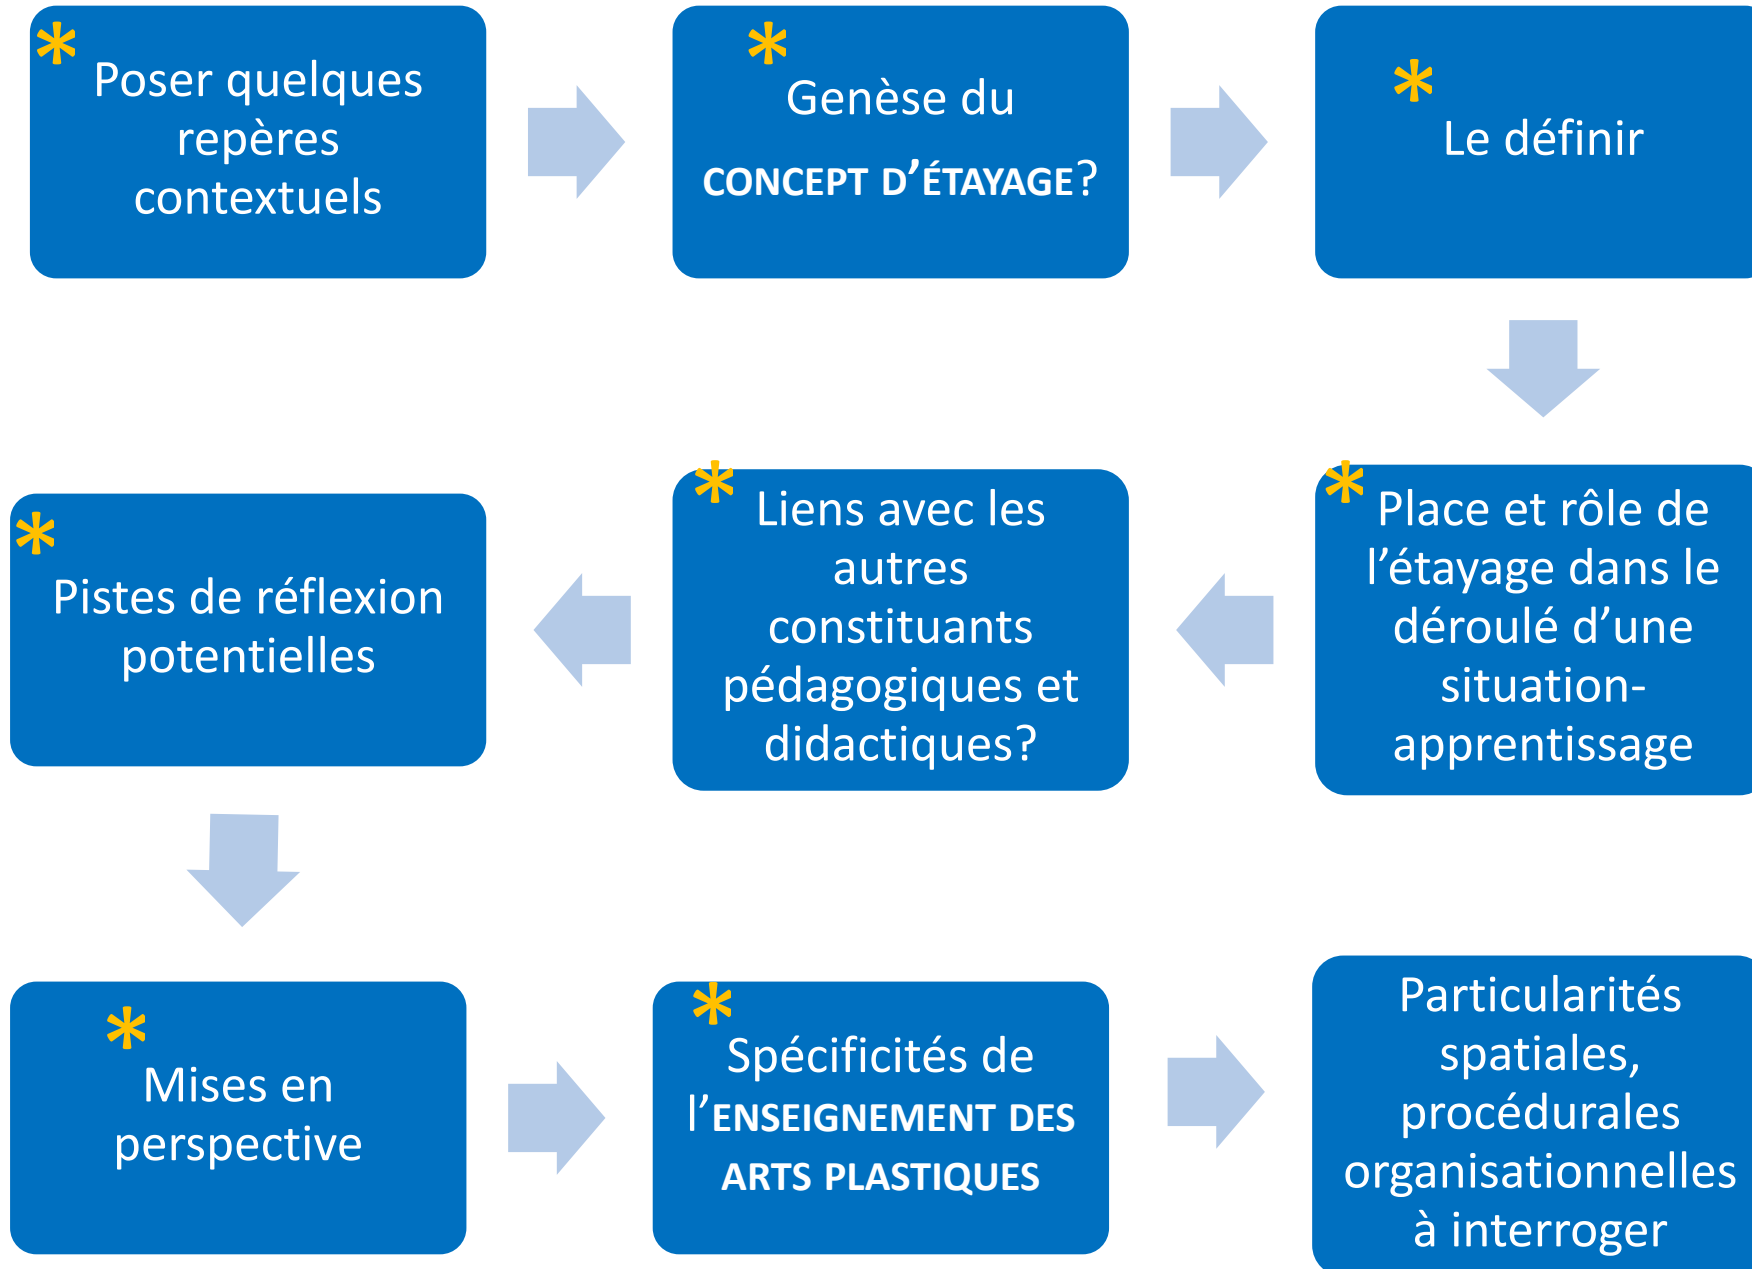 *
Poser quelques
repères
contextuels
*
Genèse du
CONCEPT D’ÉTAYAGE?
*
Le définir
*
Place et rôle de
l’étayage dans le
déroulé d’une
situation-
apprentissage
*
Liens avec les
autres
constituants
pédagogiques et
didactiques?
*
Pistes de réflexion
potentielles
*
Mises en
perspective
*
Spécificités de
l’ENSEIGNEMENT DES
ARTS PLASTIQUES
Particularités
spatiales,
procédurales
organisationnelles
à interroger